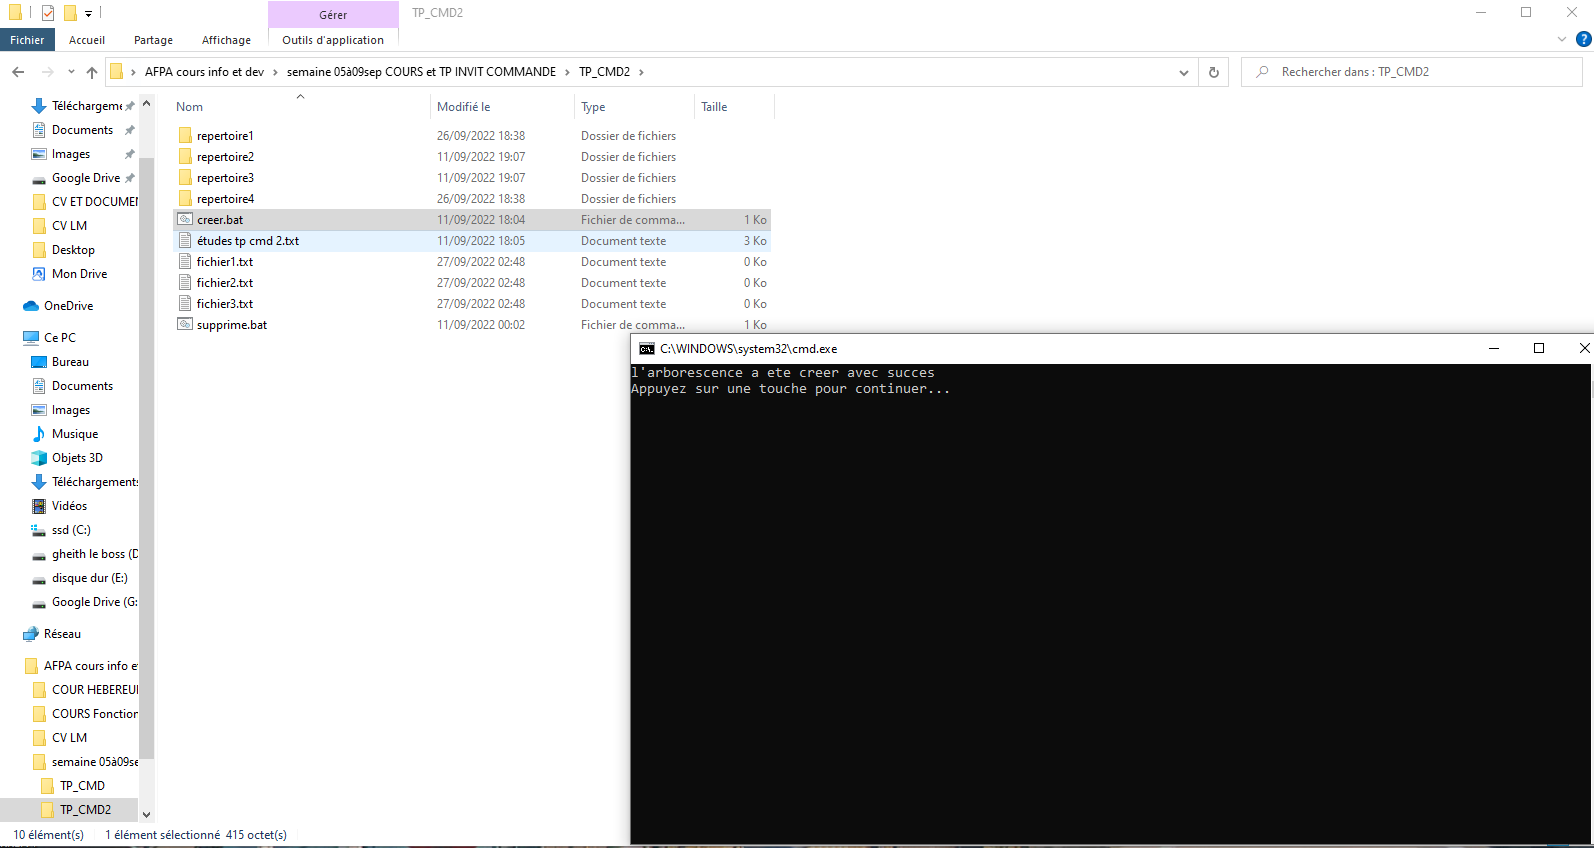 Gérer
TP_CMD2
Fichier
Accueil
Partage
Affichage
Outils d'application
AFPA cours info et dev > semaine 05à09sep COURS et TP INVIT COMMANDE > TP_CMD2 >
Rechercher dans : TP_CMD2
Téléchargeme
Documents
Images
Google Drive
CV ET DOCUMEN
CV LM
Desktop
Mon Drive
OneDrive
Ce PC
Bureau
Documents
Images
Musique
Objets 3D
Téléchargements
Vidéos
ssd (C:)
gheith le boss (D
disque dur (E:)
Google Drive (G:
Réseau
AFPA cours info e
COUR HEBEREUI
COURS Fonction
CV LM
semaine 05à09se
TP_CMD
TP_CMD2
Nom Modifié le Type Taille
repertoire1 26/09/2022 18:38 Dossier de fichiers
repertoire2 11/09/2022 19:07 Dossier de fichiers
repertoire3 11/09/2022 19:07 Dossier de fichiers
repertoire4 26/09/2022 18:38 Dossier de fichiers
creer.bat 11/09/2022 18:04 Fichier de comma... 1 Ko
études tp cmd 2.txt 11/09/2022 18:05 Document texte 3 Ko
fichier1.txt 27/09/2022 02:48 Document texte 0 Ko
fichier2.txt 27/09/2022 02:48 Document texte 0 Ko
fichier3.txt 27/09/2022 02:48 Document texte 0 Ko
supprime.bat 11/09/2022 00:02 Fichier de comma... 1 Ko
C:\WINDOWS\system32\cmd.exe
l'arborescence a ete creer avec succes
Appuyez sur une touche pour continuer...
10 élément(s) 1 élément sélectionné 415 octet(s)